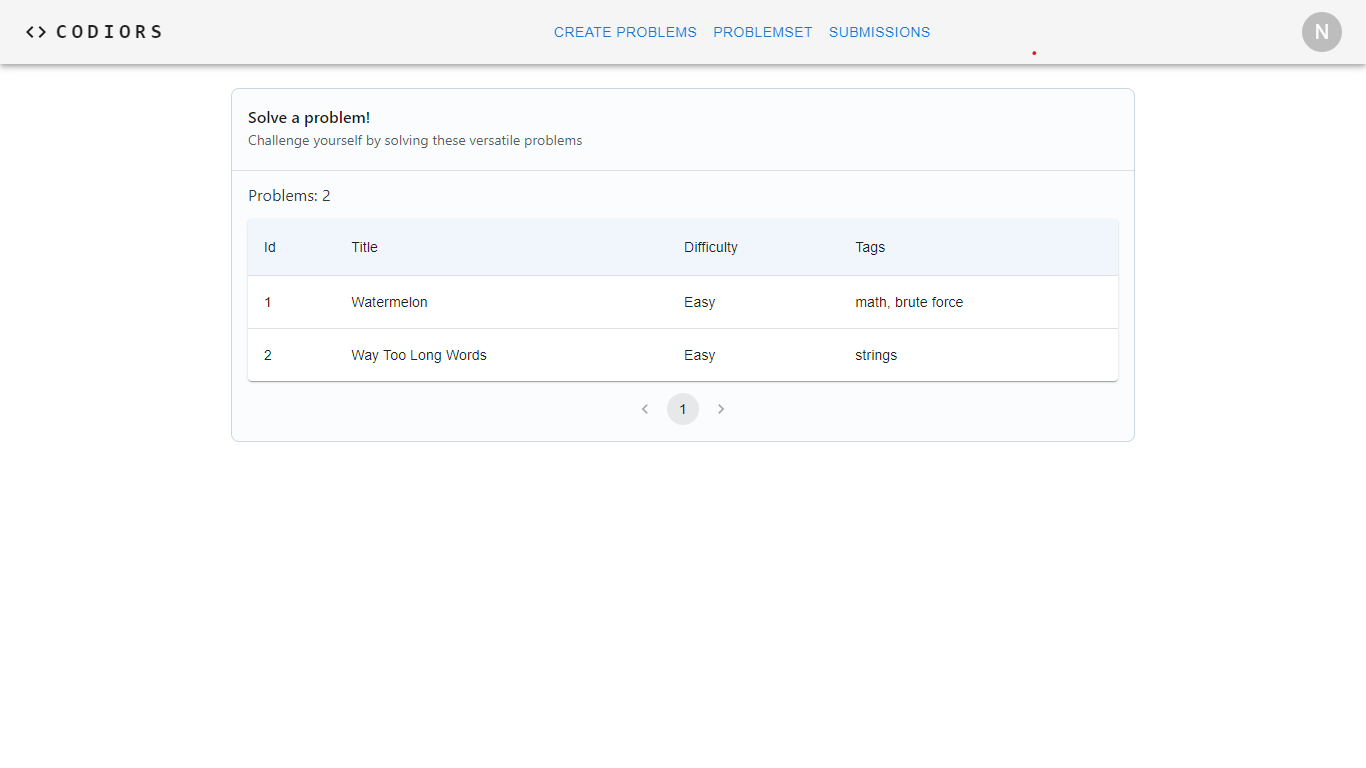 <> CODIORS CREATE PROBLEMS PROBLEMSET SUBMISSIONS N
Solve a problem!
Challenge yourself by solving these versatile problems
Problems: 2
Id Title Difficulty Tags
1 Watermelon Easy math, brute force
2 Way Too Long Words Easy strings
< 1 >